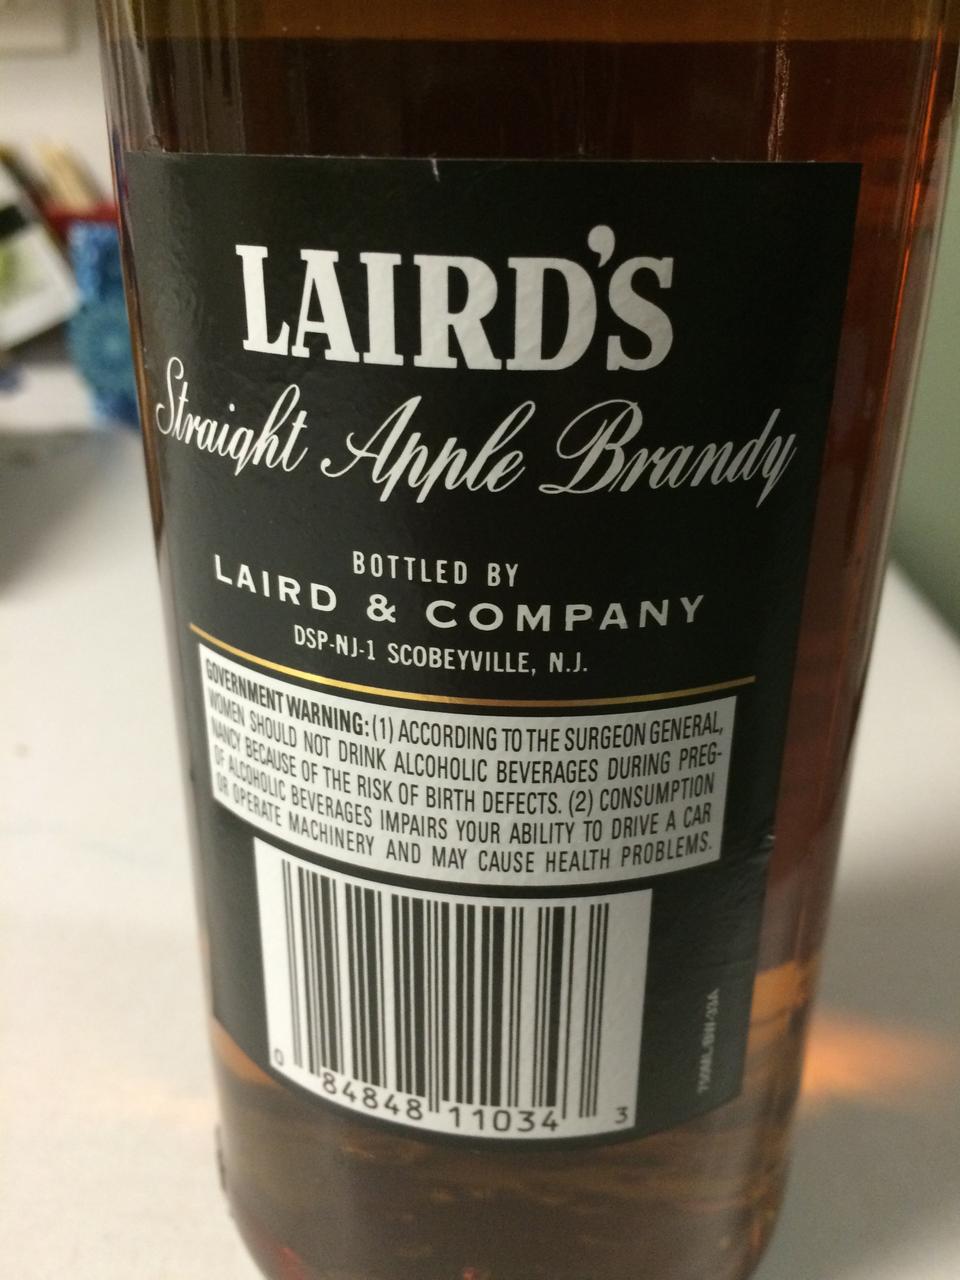 LAIRD'S
Straight Apple Brandy
BOTTLED BY
LAIRD & COMPANY
DSP-NJ-1 SCOBEYVILLE, N.J.
GOVERNMENT WARNING: (1) ACCORDING TO THE SURGEON GENERAL,
WOMEN SHOULD NOT DRINK ALCOHOLIC BEVERAGES DURING PREG-
NANCY BECAUSE OF THE RISK OF BIRTH DEFECTS. (2) CONSUMPTION
OF ALCOHOLIC BEVERAGES IMPAIRS YOUR ABILITY TO DRIVE A CAR
OR OPERATE MACHINERY AND MAY CAUSE HEALTH PROBLEMS.
0 84848 11034 3